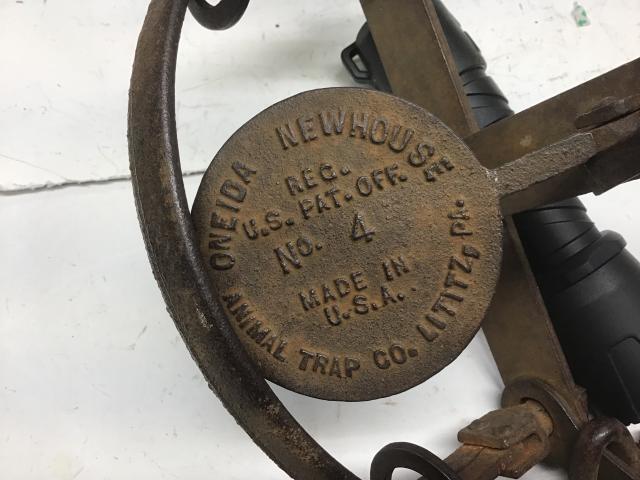 ONEIDA NEWHOUSE
REG.
U.S. PAT. OFF.
No. 4
MADE IN
U.S.A.
ANIMAL TRAP CO. LITITZ, PA.